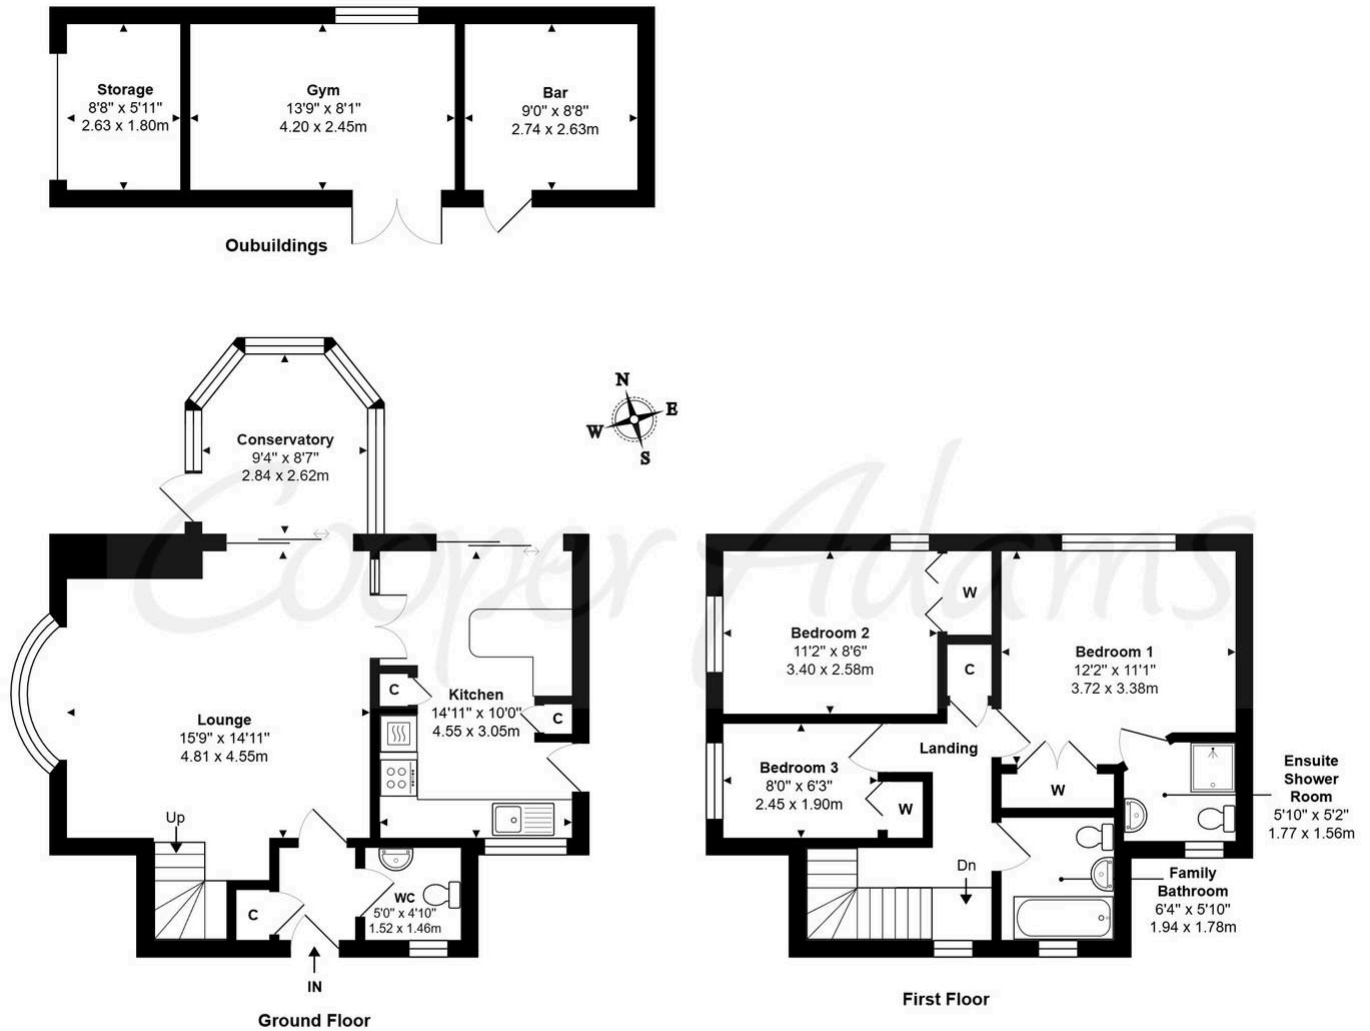 Storage
8'8" x 5'11"
2.63 x 1.80m
Gym
13'9" x 8'1"
4.20 x 2.45m
Bar
9'0" x 8'8"
2.74 x 2.63m
Oubuildings
N
E
W
S
Conservatory
9'4" x 8'7"
2.84 x 2.62m
Cooper Adams
Lounge
15'9" x 14'11"
4.81 x 4.55m
C
Kitchen
14'11" x 10'0"
4.55 x 3.05m
C
Up
C
WC
5'0" x 4'10"
1.52 x 1.46m
IN
Ground Floor
Bedroom 2
11'2" x 8'6"
3.40 x 2.58m
W
Bedroom 1
12'2" x 11'1"
3.72 x 3.38m
C
Landing
Bedroom 3
8'0" x 6'3"
2.45 x 1.90m
W
W
Ensuite
Shower
Room
5'10" x 5'2"
1.77 x 1.56m
Dn
Family
Bathroom
6'4" x 5'10"
1.94 x 1.78m
First Floor